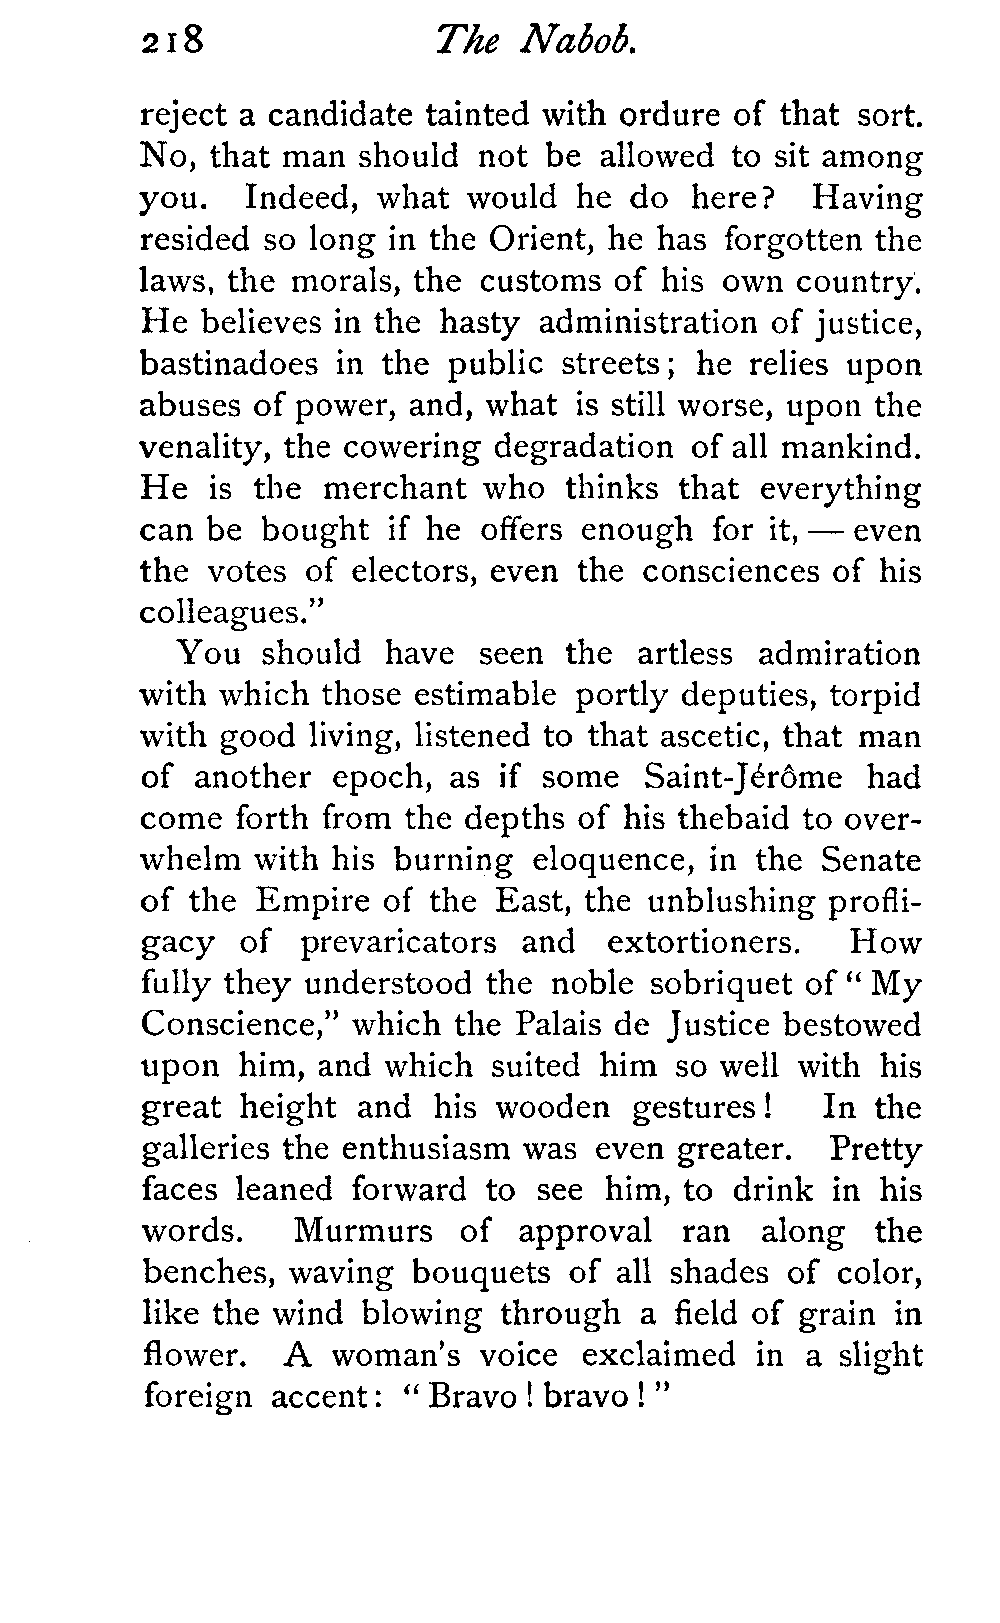 218 The Nabob.
reject a candidate tainted with ordure of that sort.
No, that man should not be allowed to sit among
you. Indeed, what would he do here? Having
resided so long in the Orient, he has forgotten the
laws, the morals, the customs of his own country.
He believes in the hasty administration of justice,
bastinadoes in the public streets; he relies upon
abuses of power, and, what is still worse, upon the
venality, the cowering degradation of all mankind.
He is the merchant who thinks that everything
can be bought if he offers enough for it, — even
the votes of electors, even the consciences of his
colleagues."
You should have seen the artless admiration
with which those estimable portly deputies, torpid
with good living, listened to that ascetic, that man
of another epoch, as if some Saint-Jérôme had
come forth from the depths of his thebaid to over-
whelm with his burning eloquence, in the Senate
of the Empire of the East, the unblushing profli-
gacy of prevaricators and extortioners. How
fully they understood the noble sobriquet of "My
Conscience," which the Palais de Justice bestowed
upon him, and which suited him so well with his
great height and his wooden gestures! In the
galleries the enthusiasm was even greater. Pretty
faces leaned forward to see him, to drink in his
words. Murmurs of approval ran along the
benches, waving bouquets of all shades of color,
like the wind blowing through a field of grain in
flower. A woman's voice exclaimed in a slight
foreign accent: "Bravo! bravo!"